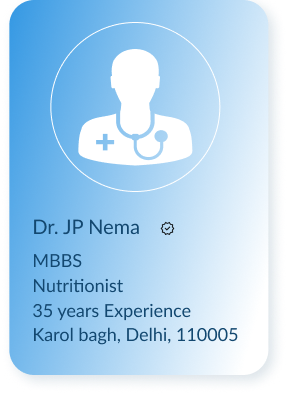 Dr. JP Nema
MBBS
Nutritionist
35 years Experience
Karol bagh, Delhi, 110005